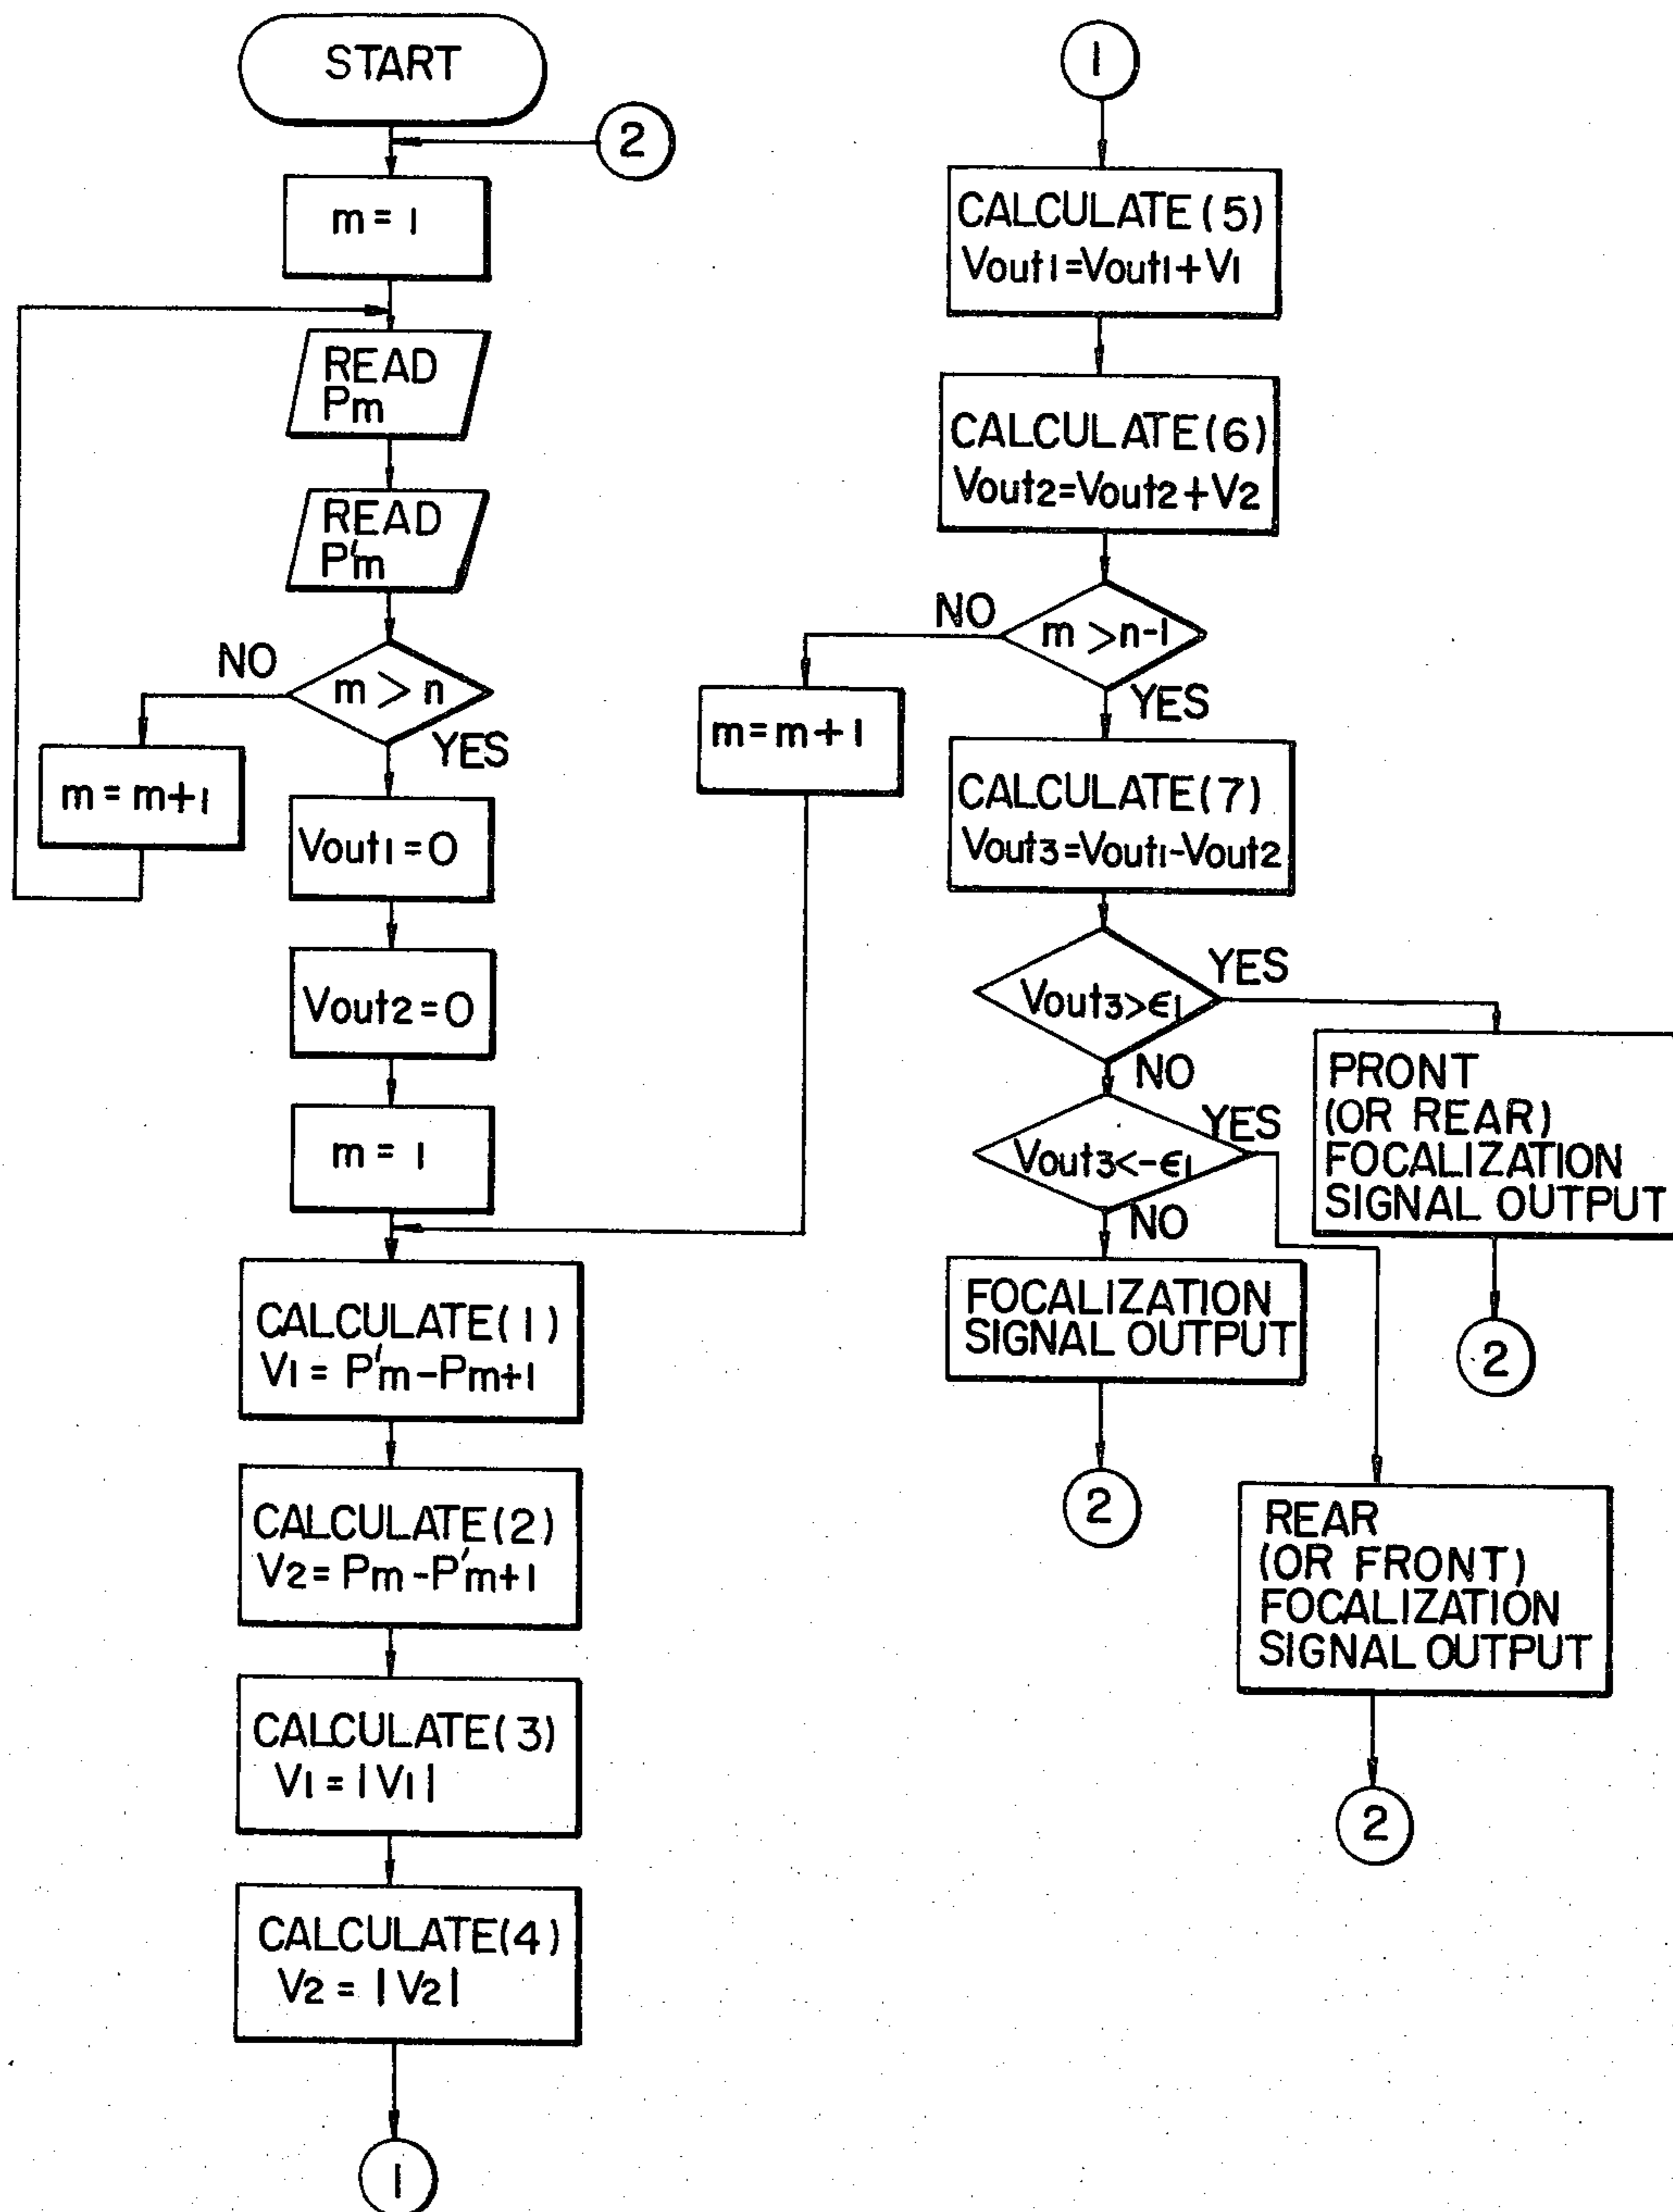 START
2
m = 1
READ
Pm
READ
P'm
NO
m > n
YES
m = m+1
Vout1 = 0
Vout2 = 0
m = 1
CALCULATE(1)
V1 = P'm - Pm+1
CALCULATE(2)
V2 = Pm - P'm+1
CALCULATE(3)
V1 = | V1 |
CALCULATE(4)
V2 = | V2 |
1
1
CALCULATE(5)
Vout1=Vout1+V1
CALCULATE(6)
Vout2=Vout2+V2
NO
m > n-1
YES
m = m + 1
CALCULATE(7)
Vout3=Vout1-Vout2
YES
Vout3>ϵ1
NO
PRONT
(OR REAR)
FOCALIZATION
SIGNAL OUTPUT
2
YES
Vout3<-ϵ1
NO
FOCALIZATION
SIGNAL OUTPUT
2
REAR
(OR FRONT)
FOCALIZATION
SIGNAL OUTPUT
2